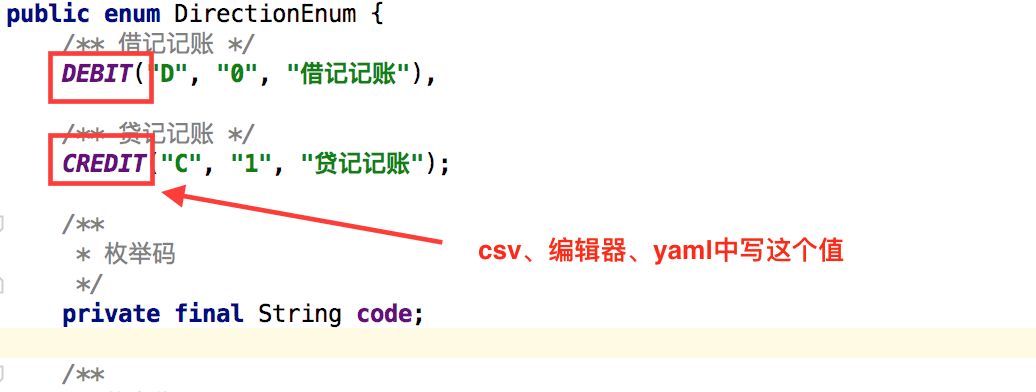 public enum DirectionEnum {
/** 借记记账 */
DEBIT("D", "0", "借记记账"),
/** 贷记记账 */
CREDIT("C", "1", "贷记记账");
/**
* 枚举码
*/
csv、编辑器、yaml中写这个值
private final String code;
/**